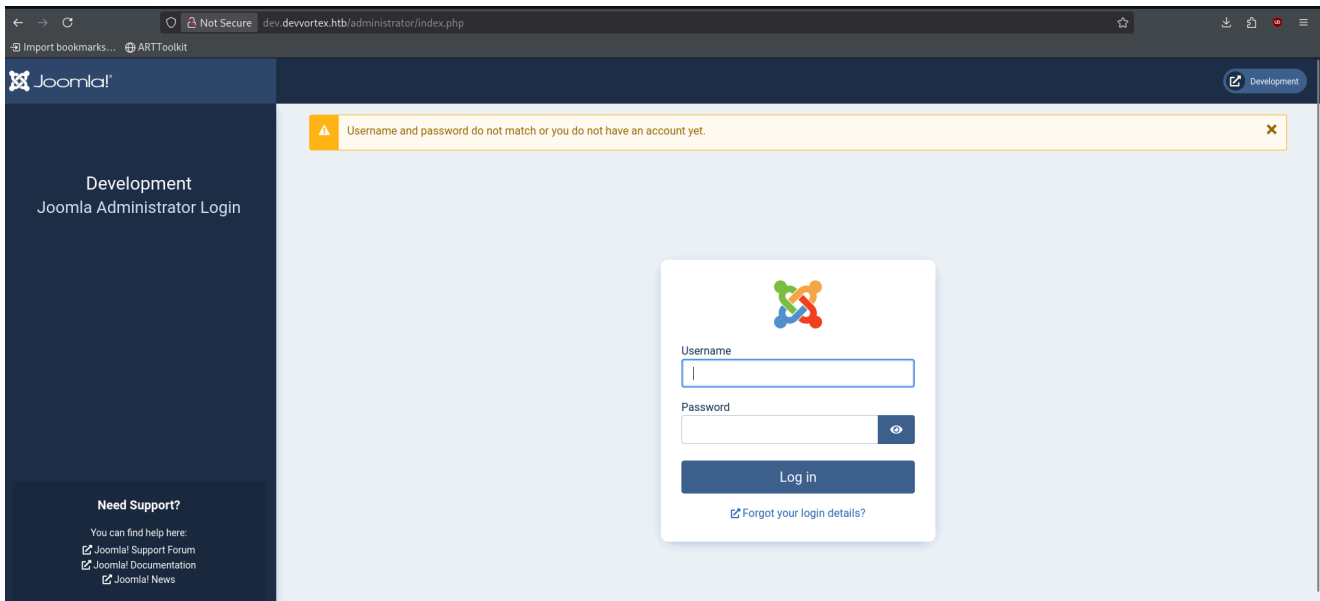 Not Secure dev.devvortex.htb/administrator/index.php
Import bookmarks... ARTToolkit
Joomla!®
Development
Username and password do not match or you do not have an account yet.
Development
Joomla Administrator Login
Username
Password
Log in
Forgot your login details?
Need Support?
You can find help here:
Joomla! Support Forum
Joomla! Documentation
Joomla! News